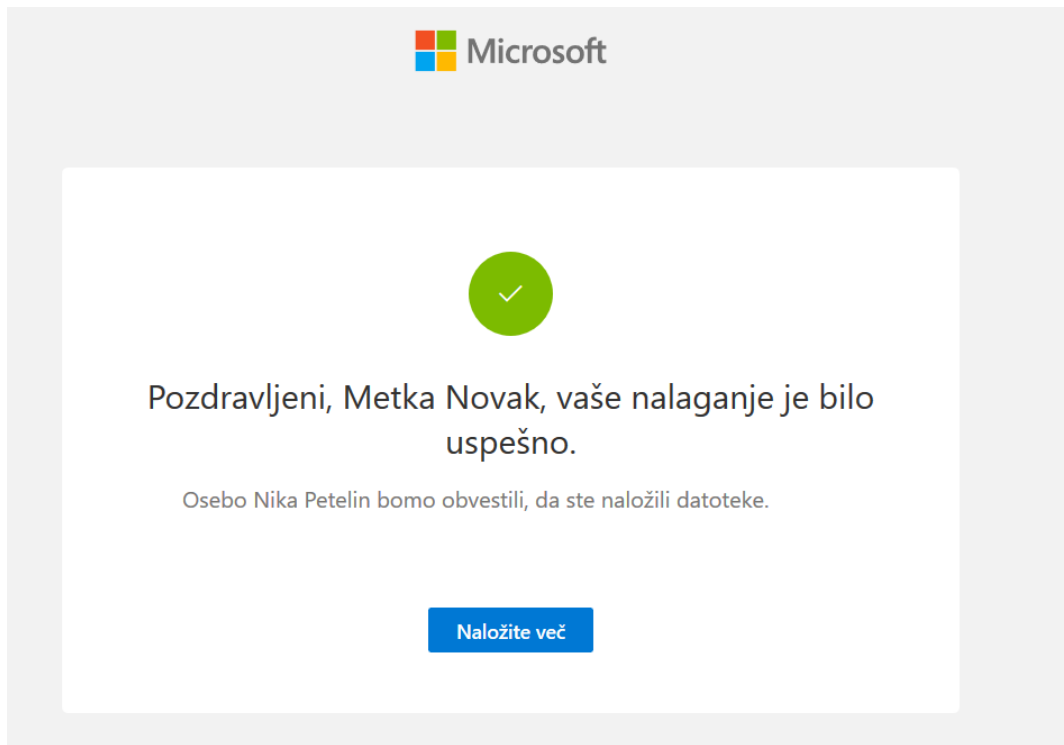 Microsoft
Pozdravljeni, Metka Novak, vaše nalaganje je bilo
uspešno.
Osebo Nika Petelin bomo obvestili, da ste naložili datoteke.
Naložite več